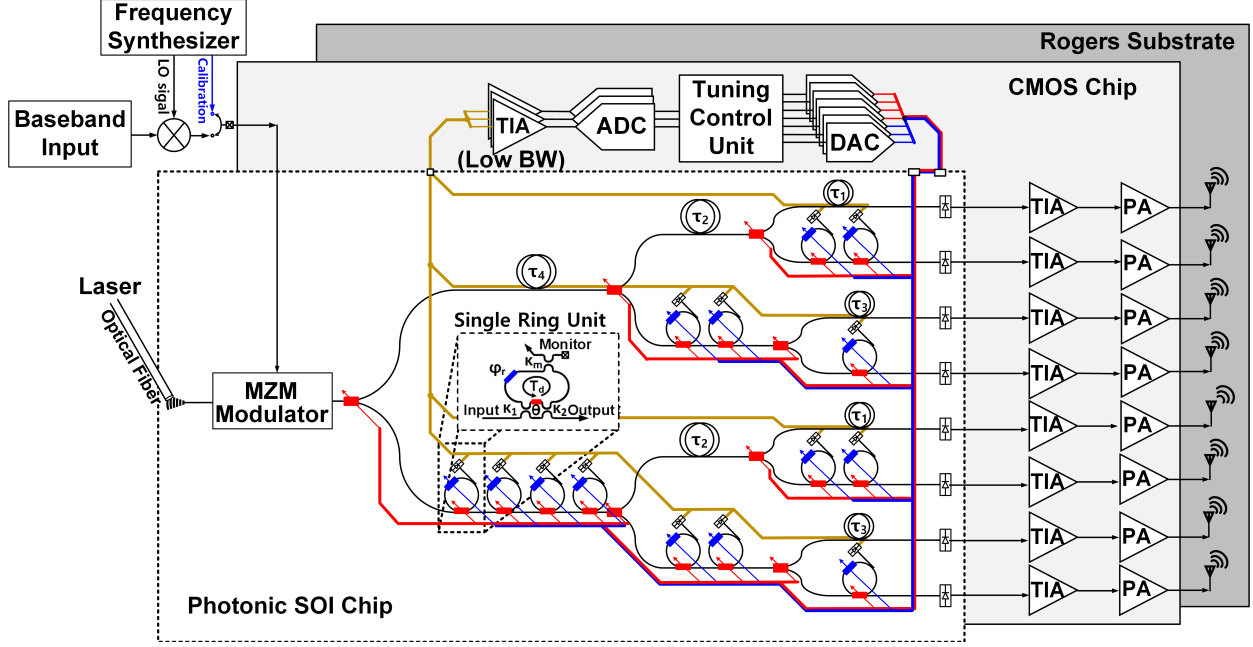 Frequency
Synthesizer
LO sigal
Calibration
Baseband
Input
Rogers Substrate
CMOS Chip
TIA
(Low BW)
ADC
Tuning
Control
Unit
DAC
τ1
τ2
TIA
PA
TIA
PA
τ4
τ3
TIA
PA
TIA
PA
Laser
Optical Fiber
MZM
Modulator
Single Ring Unit
Monitor
κm
φr
Td
Input κ1 θ κ2 Output
τ1
τ2
TIA
PA
TIA
PA
τ3
TIA
PA
TIA
PA
Photonic SOI Chip